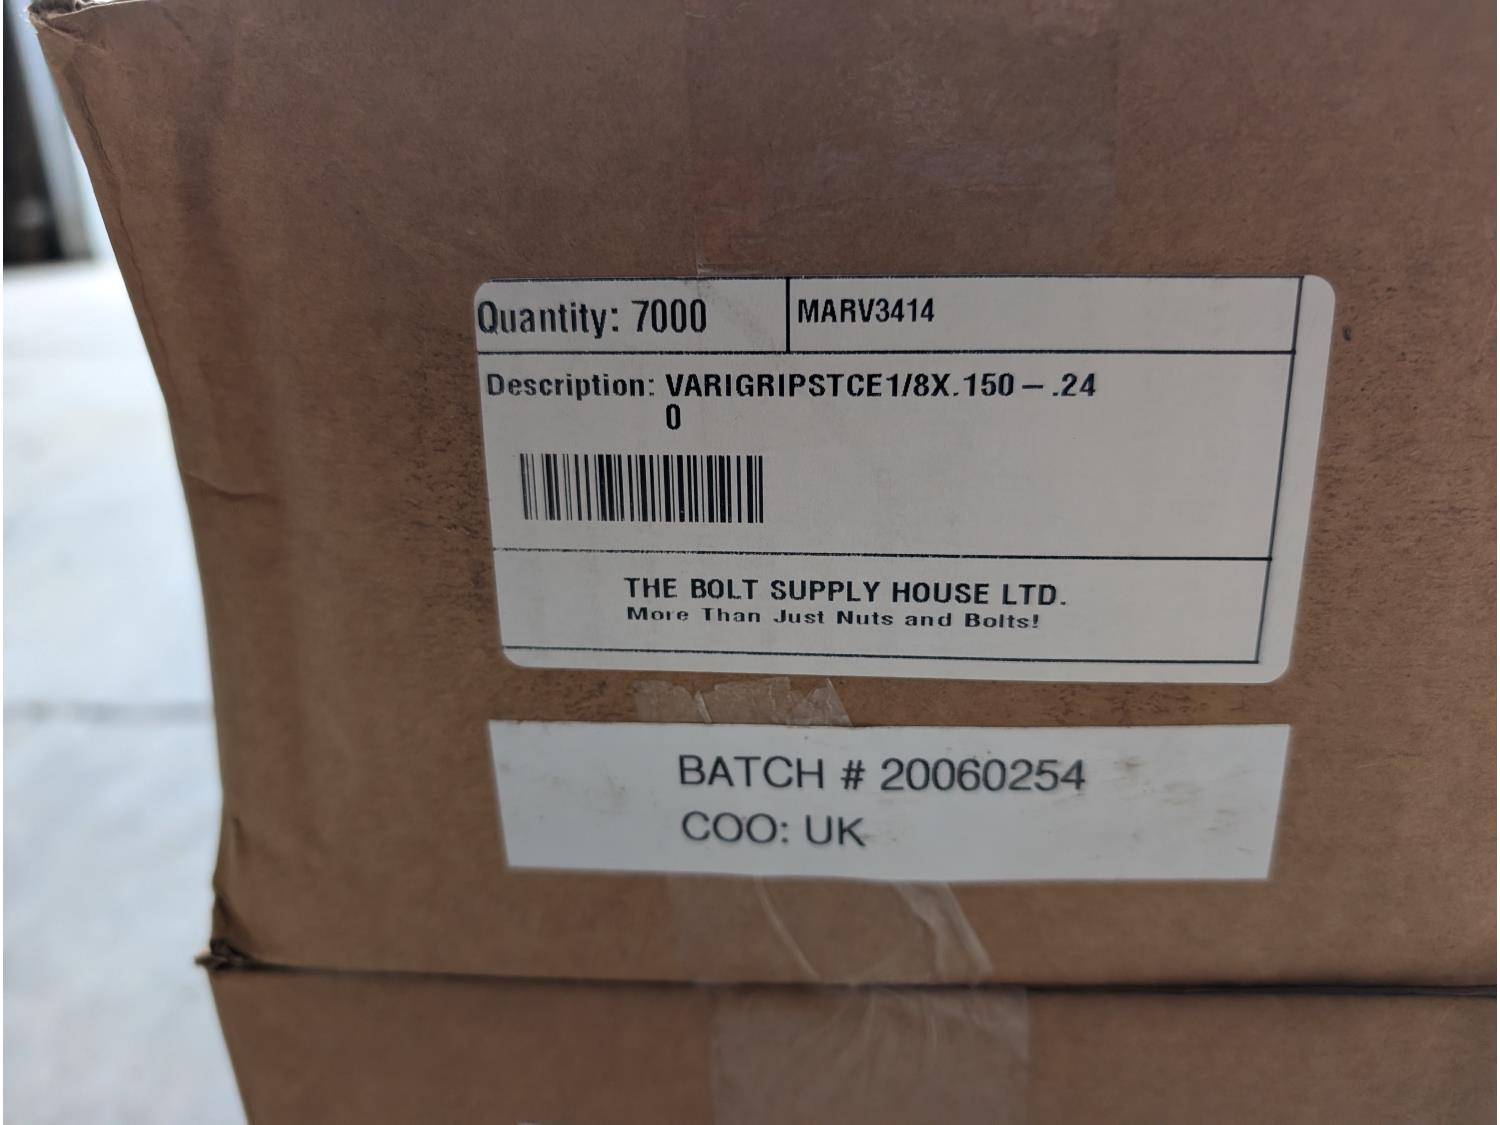 Quantity: 7000
MARV3414
Description: VARIGRIPSTCE1/8X.150 – .24
0
THE BOLT SUPPLY HOUSE LTD.
More Than Just Nuts and Bolts!
BATCH # 20060254
COO: UK